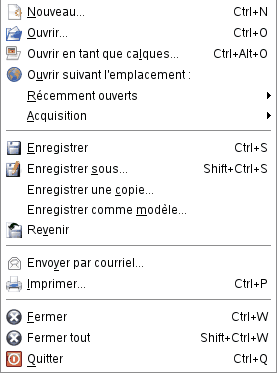 Nouveau... Ctrl+N
Ouvrir... Ctrl+O
Ouvrir en tant que calques... Ctrl+Alt+O
Ouvrir suivant l'emplacement :
Récemment ouverts
Acquisition
Enregistrer Ctrl+S
Enregistrer sous... Shift+Ctrl+S
Enregistrer une copie...
Enregistrer comme modèle...
Revenir
Envoyer par courriel...
Imprimer... Ctrl+P
Fermer Ctrl+W
Fermer tout Shift+Ctrl+W
Quitter Ctrl+Q